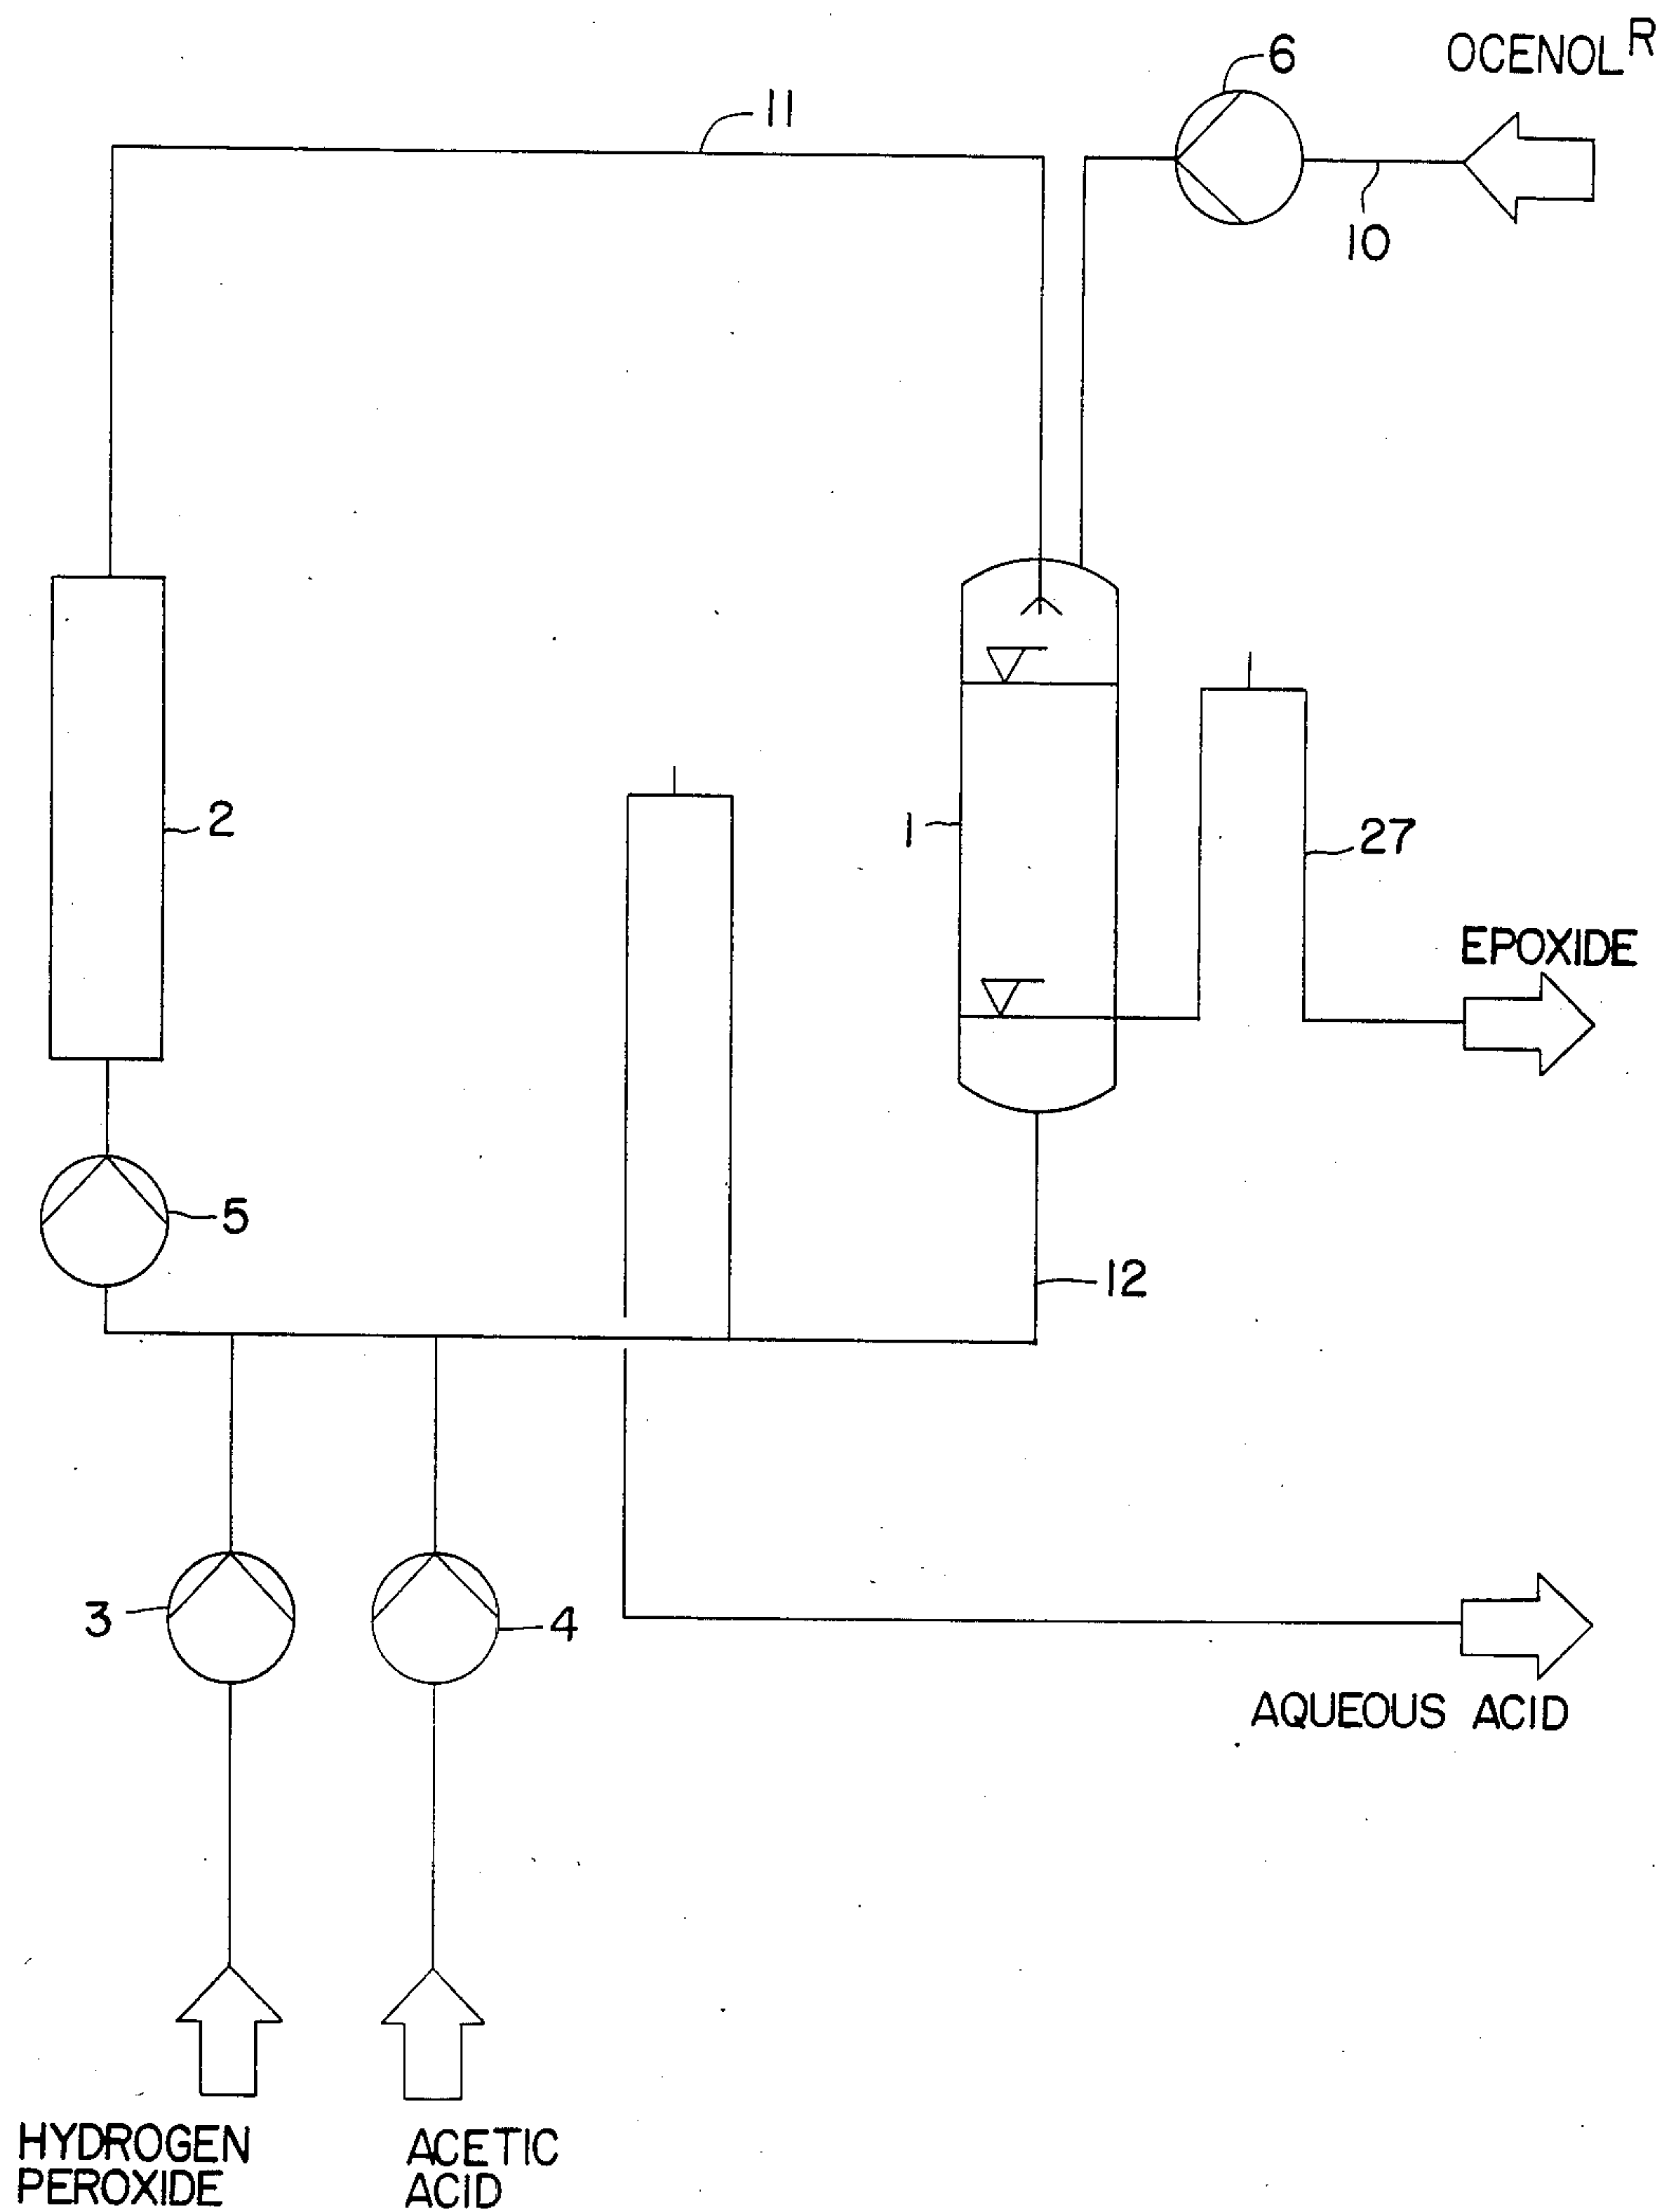 OCENOL R
6
11
10
2
1
27
EPOXIDE
5
12
3
4
AQUEOUS ACID
HYDROGEN
PEROXIDE
ACETIC
ACID